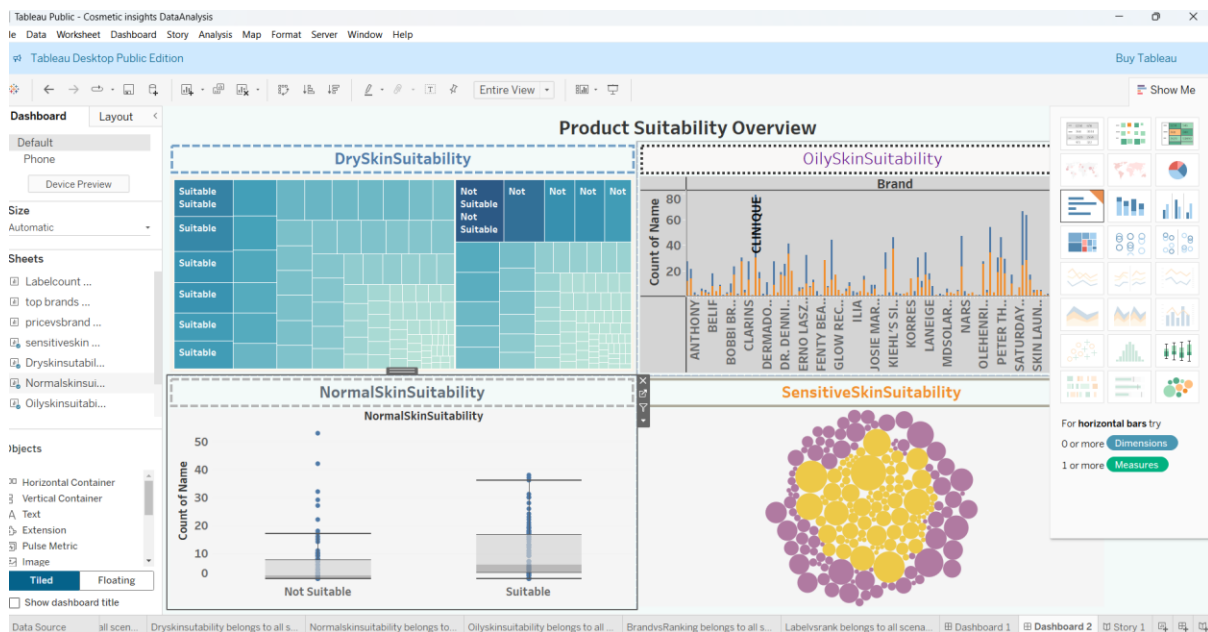 Tableau Public - Cosmetic insights DataAnalysis
le Data Worksheet Dashboard Story Analysis Map Format Server Window Help
Tableau Desktop Public Edition
Buy Tableau
Entire View
Show Me
Dashboard Layout
Default
Phone
Device Preview
Size
Automatic
Sheets
Labelcount ...
top brands ...
pricevsbrand ...
sensitiveskin ...
Dryskinsutabil...
Normalskinsui...
Oilyskinsuitabi...
Objects
Horizontal Container
Vertical Container
Text
Extension
Pulse Metric
Image
Tiled Floating
Show dashboard title
Product Suitability Overview
DrySkinSuitability
Suitable
Suitable
Suitable
Suitable
Suitable
Suitable
Suitable
Not
Suitable
Not
Suitable
Not
Not
Not
Not
OilySkinSuitability
Brand
Count of Name
80
60
40
20
CLINIQUE
ANTHONY
BELIF
BOBBI BR...
CLARINS
DERMADO...
DR. DENNI...
ERNO LASZ...
FENTY BEA...
GLOW REC...
ILIA
JOSIE MAR...
KIEHL'S SI...
KORRES
LANEIGE
MDSOLAR...
NARS
OLEHENRI...
PETER TH...
SATURDAY...
SKIN LAUN...
NormalSkinSuitability
NormalSkinSuitability
Count of Name
50
40
30
20
10
0
Not Suitable
Suitable
SensitiveSkinSuitability
For horizontal bars try
0 or more Dimensions
1 or more Measures
Data Source
all scen...
Dryskinsutability belongs to all s...
Normalskinsutability belongs to...
Oilyskinsutability belongs to all ...
BrandvsRanking belongs to all s...
Labelvsrank belongs to all scena...
Dashboard 1
Dashboard 2
Story 1